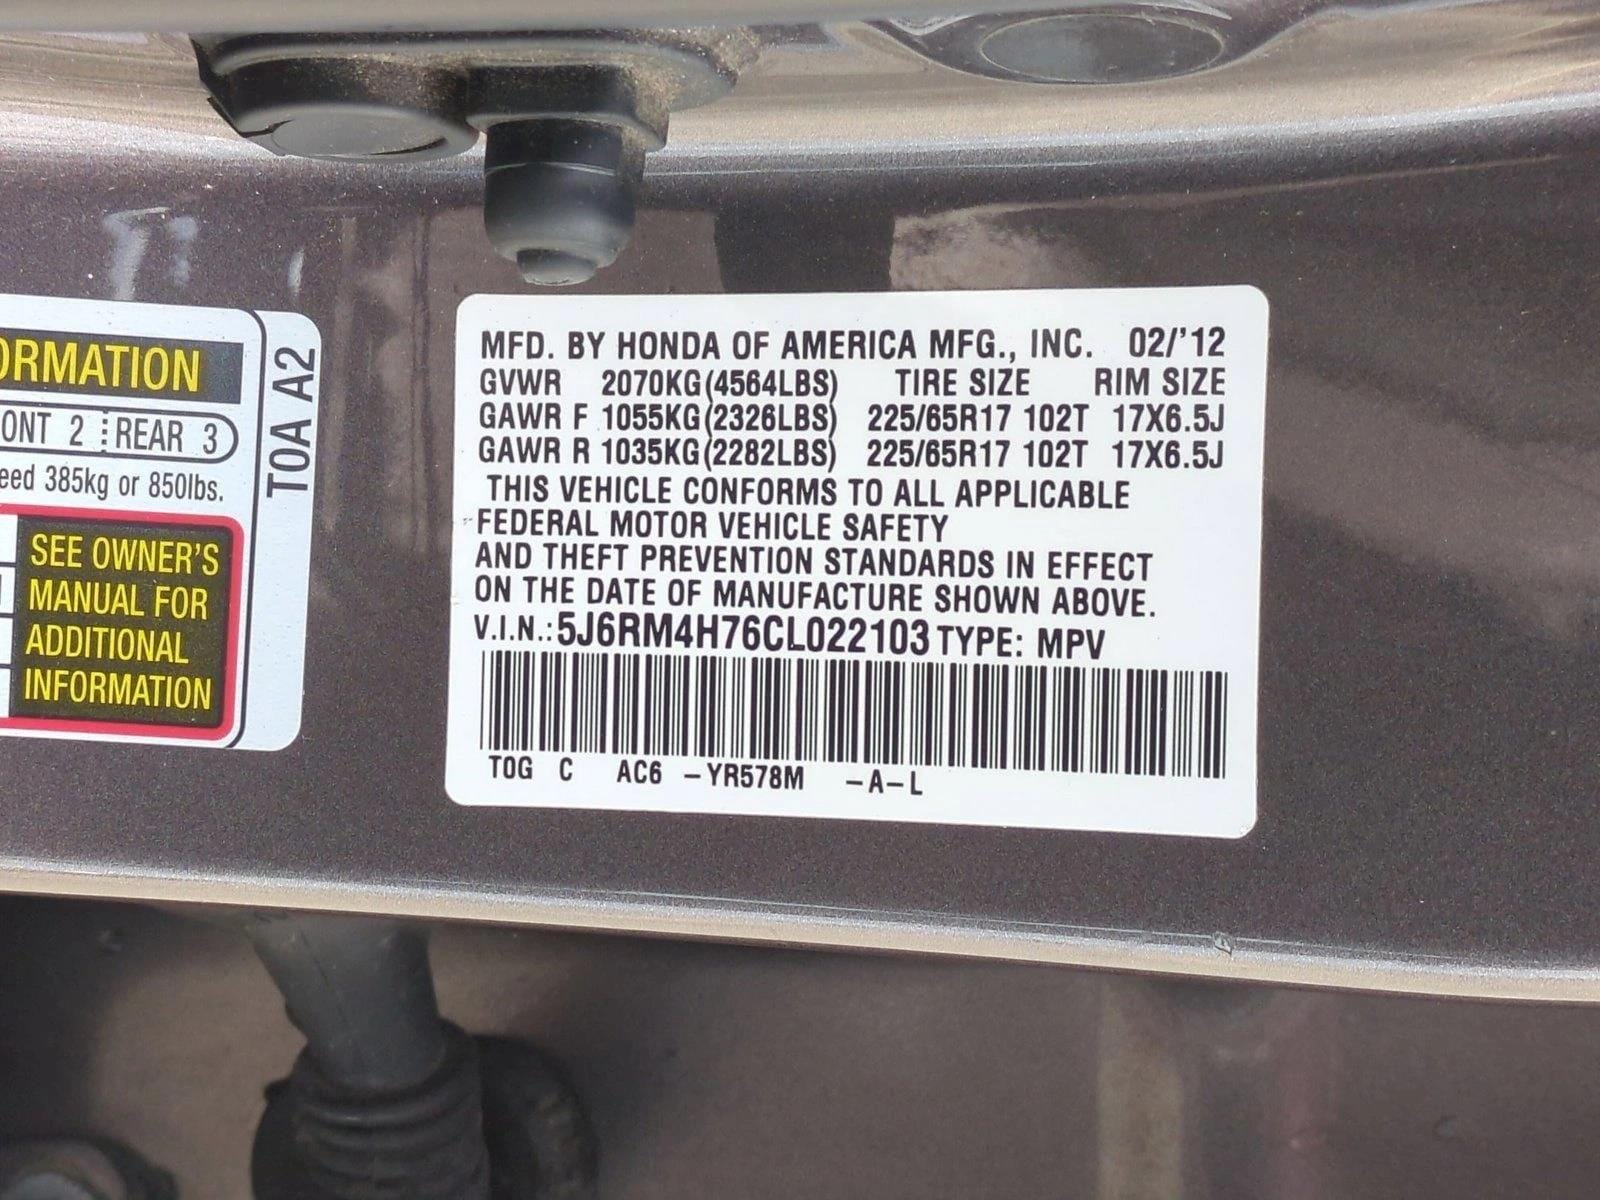 ORMATION
ONT 2 REAR 3
eed 385kg or 850lbs.
SEE OWNER'S
MANUAL FOR
ADDITIONAL
INFORMATION
T0A A2
MFD. BY HONDA OF AMERICA MFG., INC. 02/'12
GVWR 2070KG(4564LBS) TIRE SIZE RIM SIZE
GAWR F 1055KG(2326LBS) 225/65R17 102T 17X6.5J
GAWR R 1035KG(2282LBS) 225/65R17 102T 17X6.5J
THIS VEHICLE CONFORMS TO ALL APPLICABLE
FEDERAL MOTOR VEHICLE SAFETY
AND THEFT PREVENTION STANDARDS IN EFFECT
ON THE DATE OF MANUFACTURE SHOWN ABOVE.
V.I.N.: 5J6RM4H76CL022103 TYPE: MPV
T0G C AC6 -YR578M -A-L